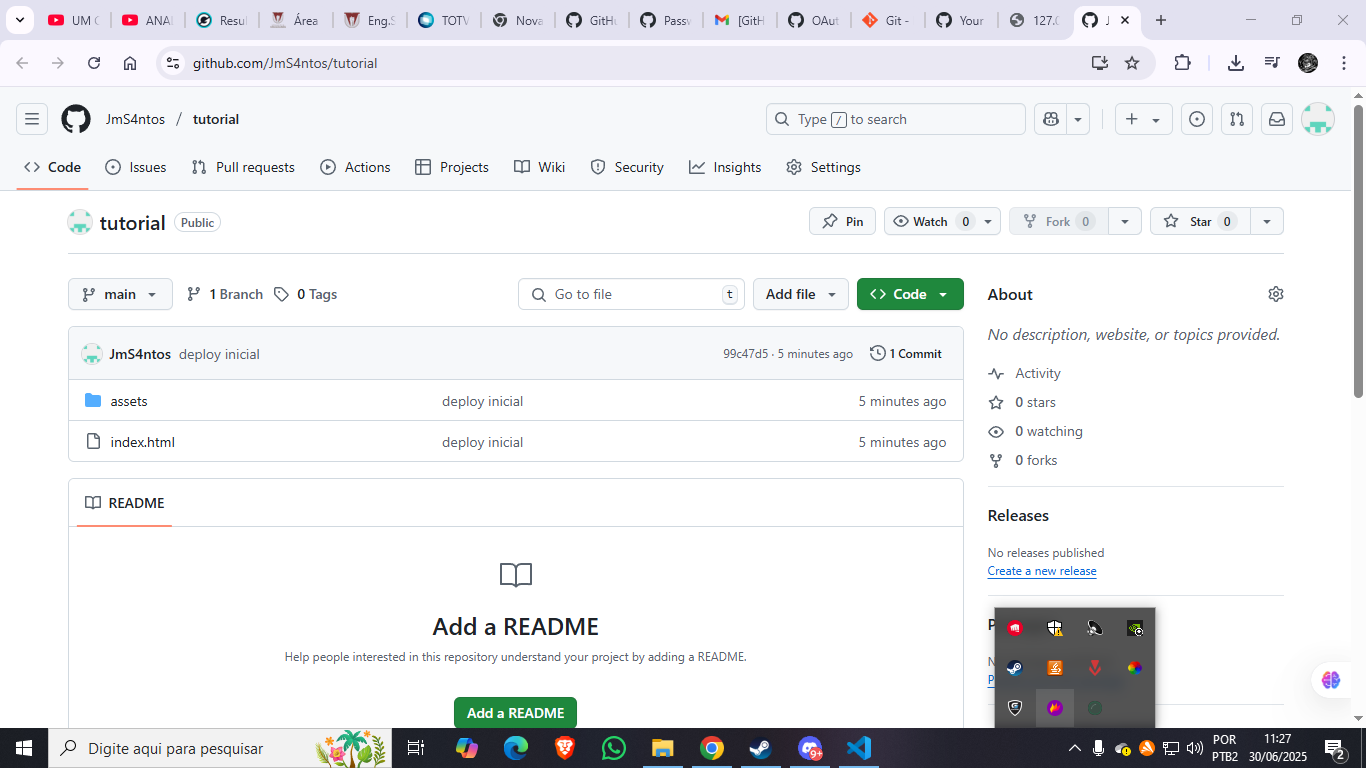 UM C
ANAI
Resul
Área
Eng.S
TOTV
Nova
GitHu
Passw
[GitH
OAut
Git -
Your
127.0
J
github.com/JmS4ntos/tutorial
JmS4ntos / tutorial
Type / to search
Code Issues Pull requests Actions Projects Wiki Security Insights Settings
tutorial Public
Pin Watch 0 Fork 0 Star 0
main 1 Branch 0 Tags Go to file t Add file Code
JmS4ntos deploy inicial 99c47d5 · 5 minutes ago 1 Commit
assets deploy inicial 5 minutes ago
index.html deploy inicial 5 minutes ago
README
Add a README
Help people interested in this repository understand your project by adding a README.
Add a README
About
No description, website, or topics provided.
Activity
0 stars
0 watching
0 forks
Releases
No releases published
Create a new release
Digite aqui para pesquisar
9+
POR
PTB2
11:27
30/06/2025
2